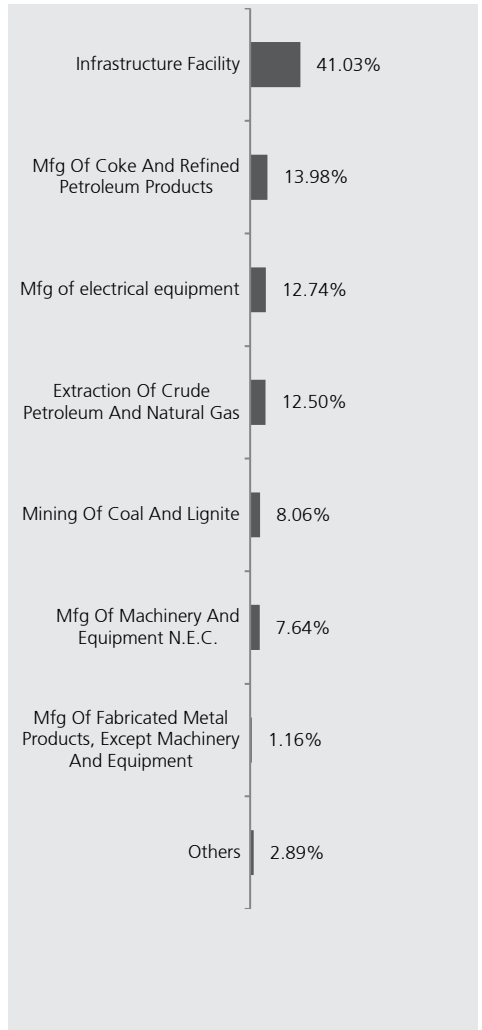 Infrastructure Facility 41.03%
Mfg Of Coke And Refined
Petroleum Products 13.98%
Mfg of electrical equipment 12.74%
Extraction Of Crude
Petroleum And Natural Gas 12.50%
Mining Of Coal And Lignite 8.06%
Mfg Of Machinery And
Equipment N.E.C. 7.64%
Mfg Of Fabricated Metal
Products, Except Machinery 1.16%
And Equipment
Others 2.89%